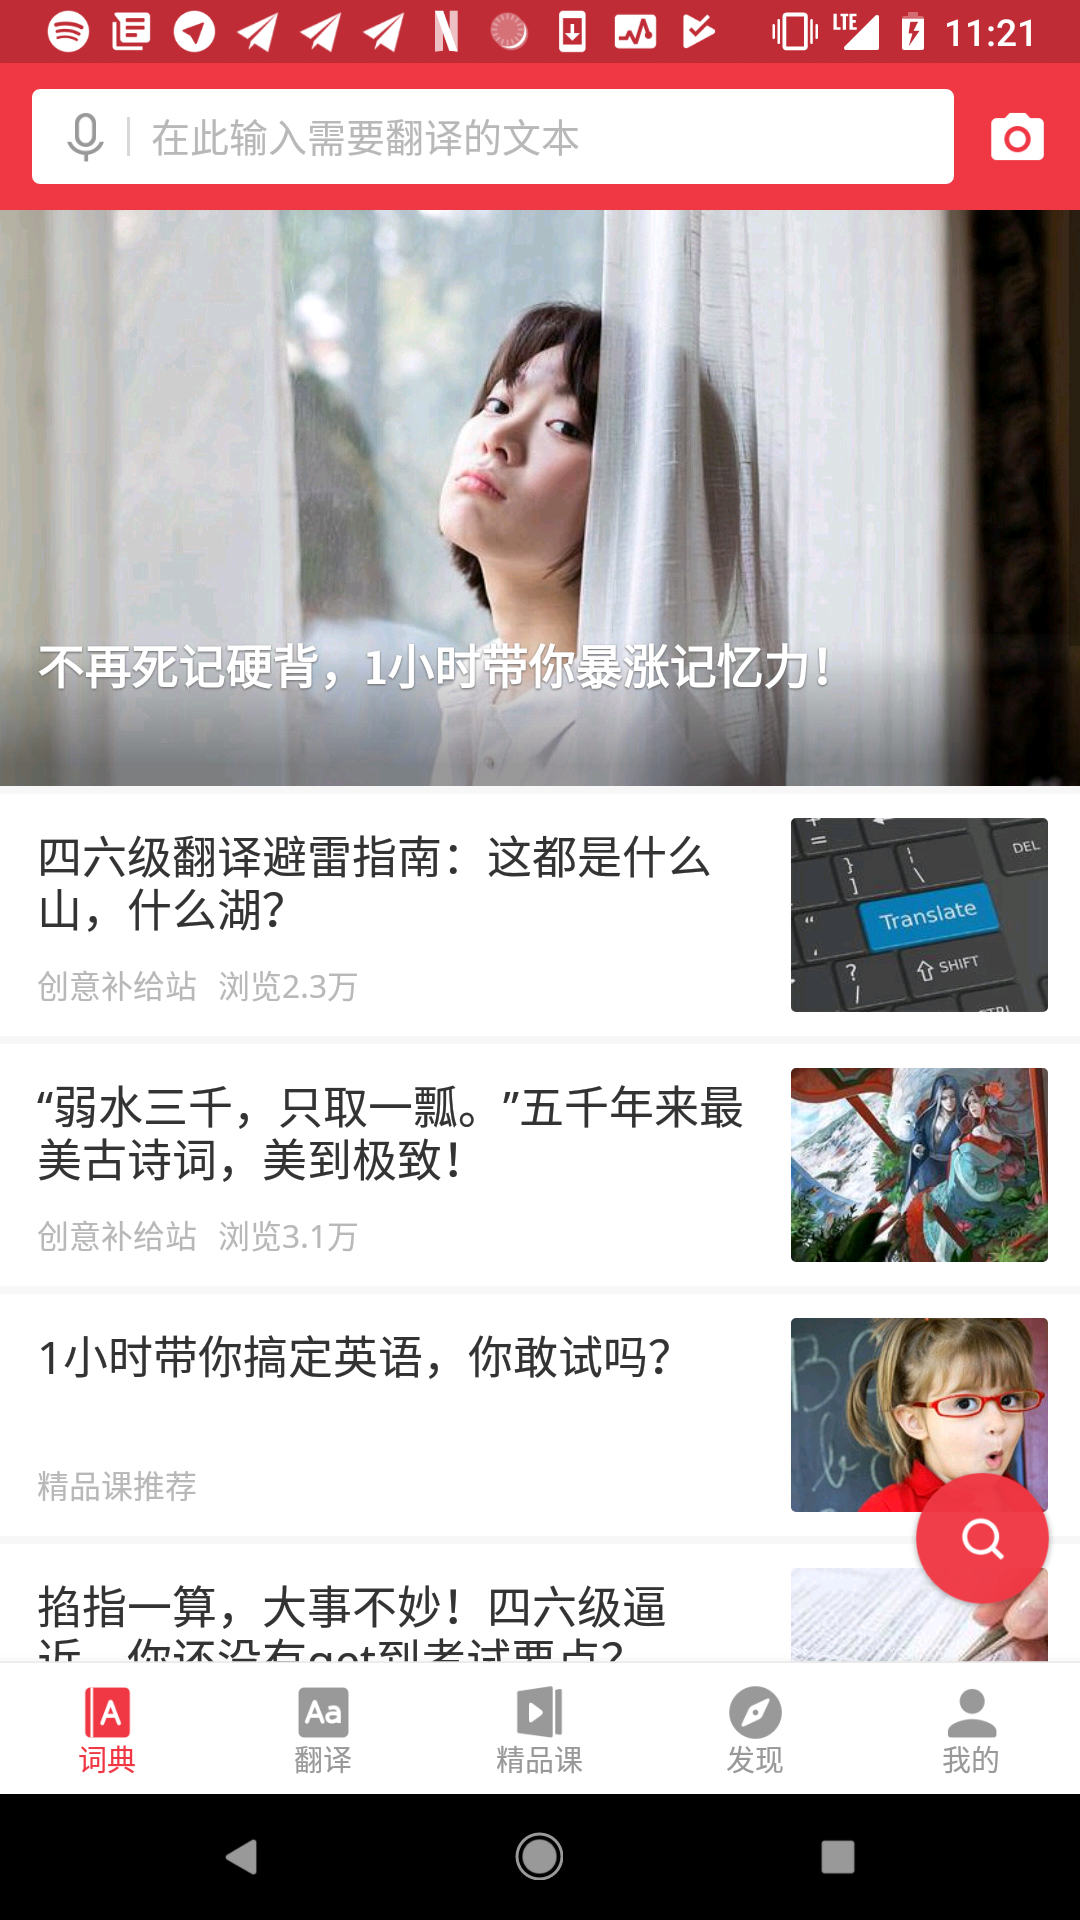 LTE 11:21
在此输入需要翻译的文本
不再死记硬背，1小时带你暴涨记忆力！
四六级翻译避雷指南：这都是什么
山，什么湖？
创意补给站 浏览2.3万
DEL
Translate
SHIFT
“弱水三千，只取一瓢。”五千年来最
美古诗词，美到极致！
创意补给站 浏览3.1万
1小时带你搞定英语，你敢试吗？
精品课推荐
掐指一算，大事不妙！四六级逼
近，你还没有get到考试要点？
词典 翻译 精品课 发现 我的